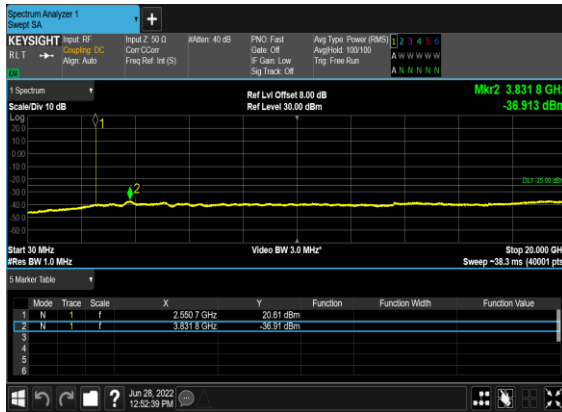 Spectrum Analyzer 1
Swept SA
+
KEYSIGHT Input: RF Input Z: 50 Ω #Atten: 40 dB PNO: Fast Avg Type: Power (RMS) 1 2 3 4 5 6
RLT Coupling: DC Corr CCorr Gate: Off Avg|Hold: 100/100 A W W W W W
Align: Auto Freq Ref: Int (S) IF Gain: Low Trig: Free Run
Sig Track: Off A N N N N N
1 Spectrum Ref Lvl Offset 8.00 dB Mkr2 3.831 8 GHz
Scale/Div 10 dB Ref Level 30.00 dBm -36.913 dBm
Log
1
20.0
10.0
0.00
-10.0
-20.0 DL1 -25.00 dBm
2
-30.0
-40.0
-50.0
-60.0
Start 30 MHz Video BW 3.0 MHz* Stop 20.000 GHz
#Res BW 1.0 MHz Sweep ~38.3 ms (40001 pts)
5 Marker Table
Mode Trace Scale X Y Function Function Width Function Value
1 N 1 f 2.550 7 GHz 20.61 dBm
2 N 1 f 3.831 8 GHz -36.91 dBm
3
4
5
6
? Jun 28, 2022
12:52:39 PM